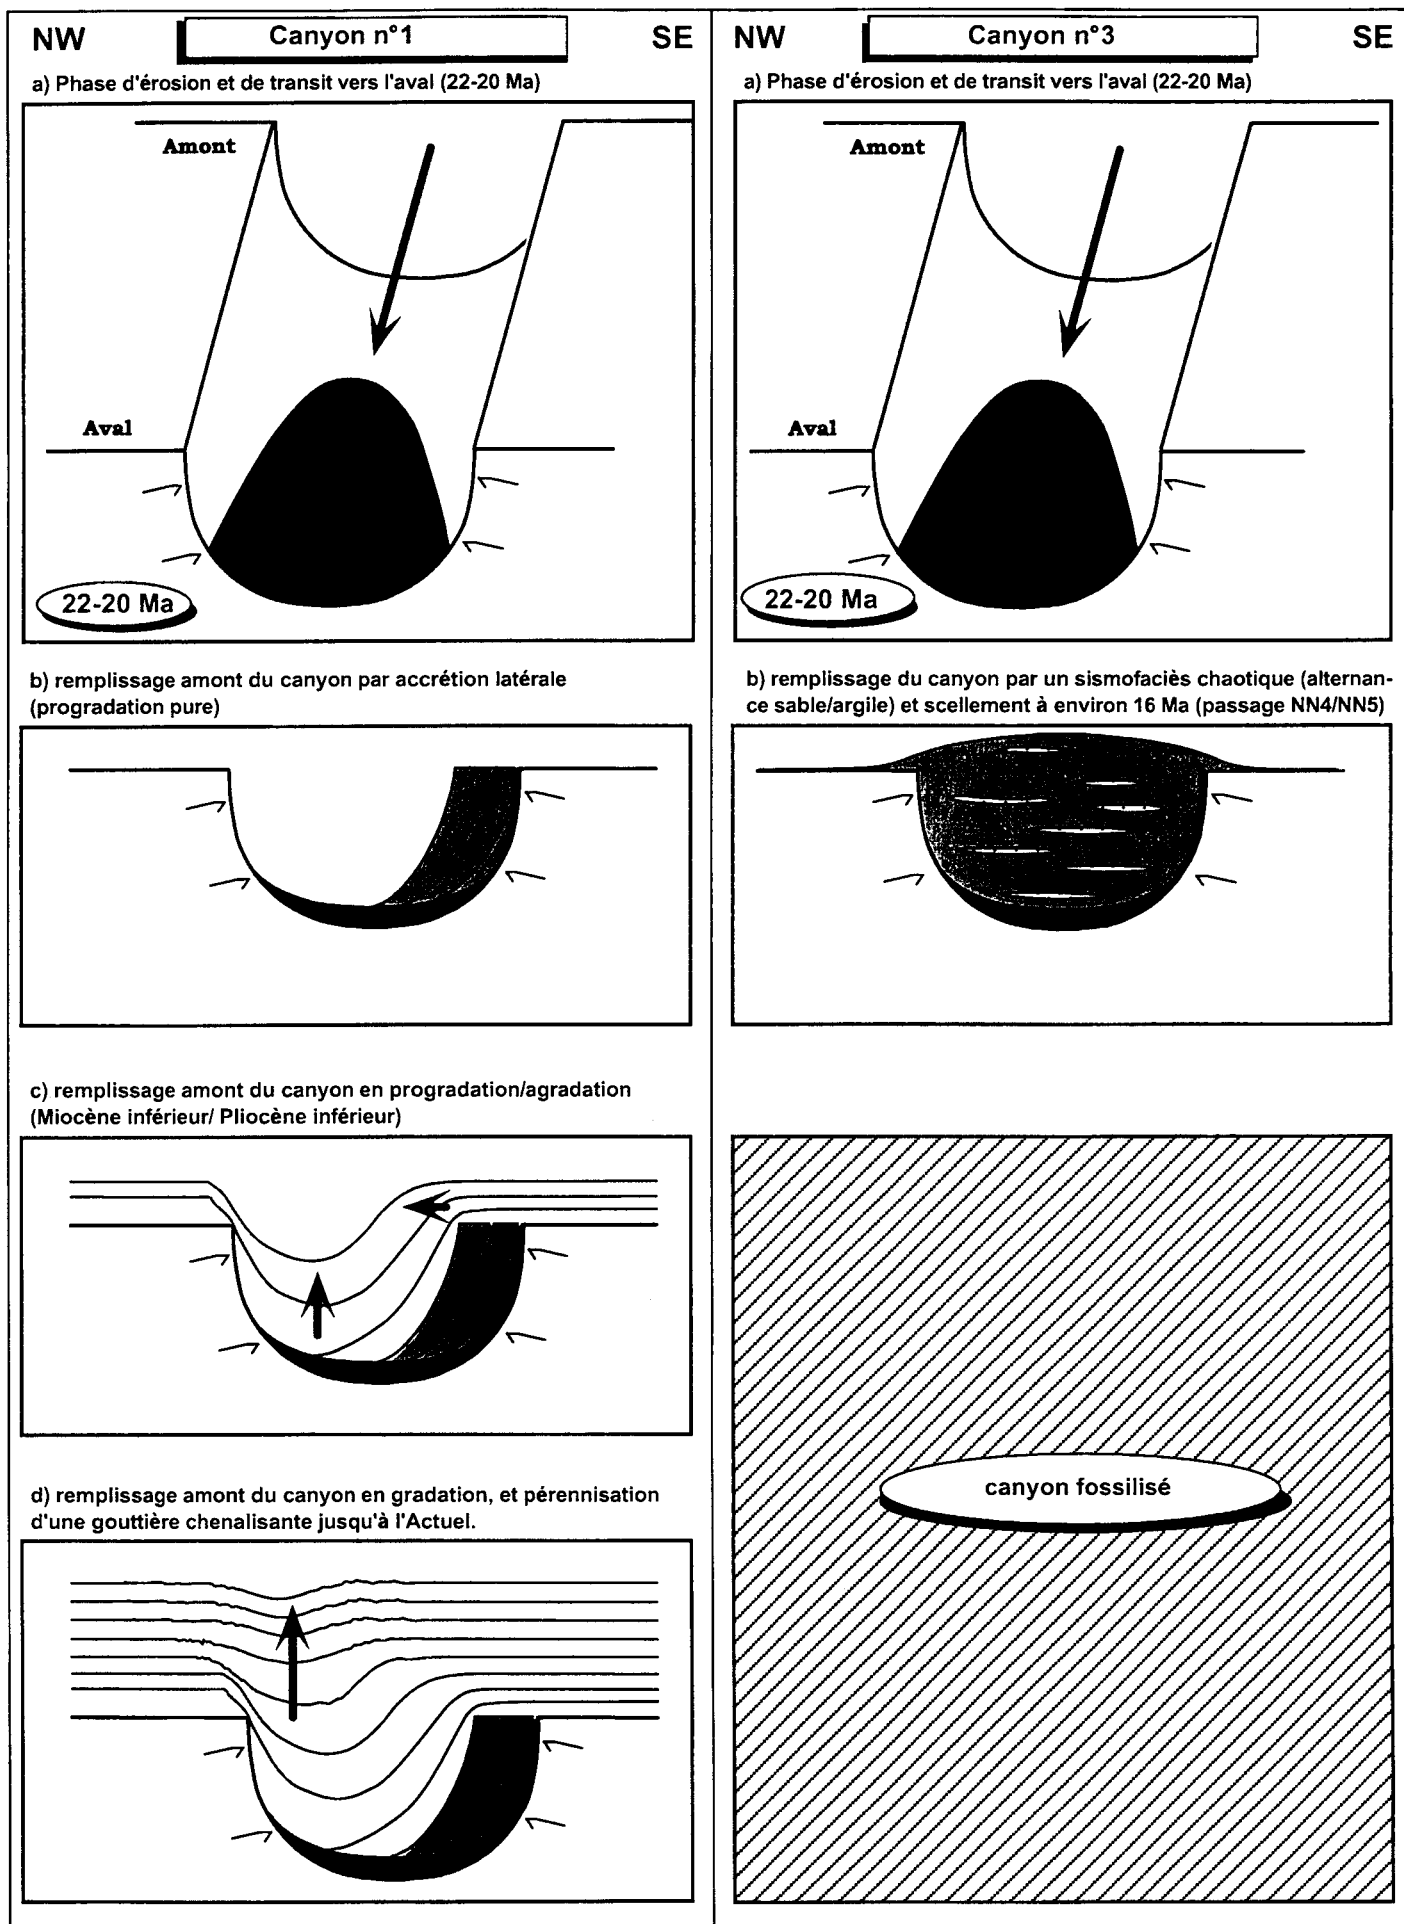 NW
Canyon n°1
SE
a) Phase d'érosion et de transit vers l'aval (22-20 Ma)
Amont
Aval
22-20 Ma
b) remplissage amont du canyon par accrétion latérale
(progradation pure)
c) remplissage amont du canyon en progradation/agradation
(Miocène inférieur/ Pliocène inférieur)
d) remplissage amont du canyon en gradation, et pérennisation
d'une gouttière chenalisante jusqu'à l'Actuel.
NW
Canyon n°3
SE
a) Phase d'érosion et de transit vers l'aval (22-20 Ma)
Amont
Aval
22-20 Ma
b) remplissage du canyon par un sismofaciès chaotique (alternan-
ce sable/argile) et scellement à environ 16 Ma (passage NN4/NN5)
canyon fossilisé